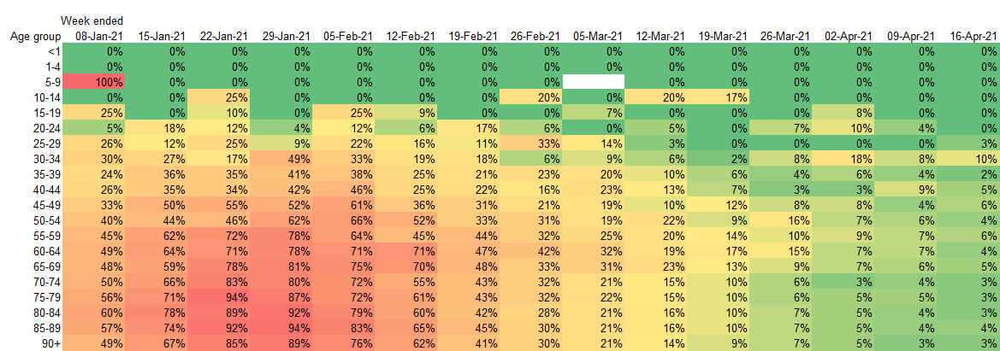 Week ended
Age group 08-Jan-21 15-Jan-21 22-Jan-21 29-Jan-21 05-Feb-21 12-Feb-21 19-Feb-21 26-Feb-21 05-Mar-21 12-Mar-21 19-Mar-21 26-Mar-21 02-Apr-21 09-Apr-21 16-Apr-21
<1 0% 0% 0% 0% 0% 0% 0% 0% 0% 0% 0% 0% 0% 0% 0%
1-4 0% 0% 0% 0% 0% 0% 0% 0% 0% 0% 0% 0% 0% 0% 0%
5-9 100% 0% 0% 0% 0% 0% 0% 0% 0% 0% 0% 0% 0% 0%
10-14 0% 0% 25% 0% 0% 0% 0% 20% 0% 20% 17% 0% 0% 0% 0%
15-19 25% 0% 10% 0% 25% 9% 0% 0% 7% 0% 0% 0% 8% 0% 0%
20-24 5% 18% 12% 4% 12% 6% 17% 6% 0% 5% 0% 7% 10% 4% 0%
25-29 26% 12% 25% 9% 22% 16% 11% 33% 14% 3% 0% 0% 0% 0% 3%
30-34 30% 27% 17% 49% 33% 19% 18% 6% 9% 6% 2% 8% 18% 8% 10%
35-39 24% 36% 35% 41% 38% 25% 21% 23% 20% 10% 6% 4% 6% 4% 2%
40-44 26% 35% 34% 42% 46% 25% 22% 16% 23% 13% 7% 3% 3% 9% 5%
45-49 33% 50% 55% 52% 61% 36% 31% 21% 19% 10% 12% 8% 8% 4% 6%
50-54 40% 44% 46% 62% 66% 52% 33% 31% 19% 22% 9% 16% 7% 6% 4%
55-59 45% 62% 72% 78% 64% 45% 44% 32% 25% 20% 14% 10% 9% 7% 6%
60-64 49% 64% 71% 78% 71% 71% 47% 42% 32% 19% 17% 15% 7% 7% 4%
65-69 48% 59% 78% 81% 75% 70% 48% 33% 31% 23% 13% 9% 7% 6% 5%
70-74 50% 66% 83% 80% 72% 55% 43% 32% 21% 15% 10% 6% 3% 4% 3%
75-79 56% 71% 94% 87% 72% 61% 43% 32% 22% 15% 10% 6% 5% 5% 3%
80-84 60% 78% 89% 92% 79% 60% 42% 28% 21% 16% 10% 7% 5% 4% 3%
85-89 57% 74% 92% 94% 83% 65% 45% 30% 21% 16% 10% 7% 5% 4% 4%
90+ 49% 67% 85% 89% 76% 62% 41% 30% 21% 14% 9% 7% 5% 3% 3%